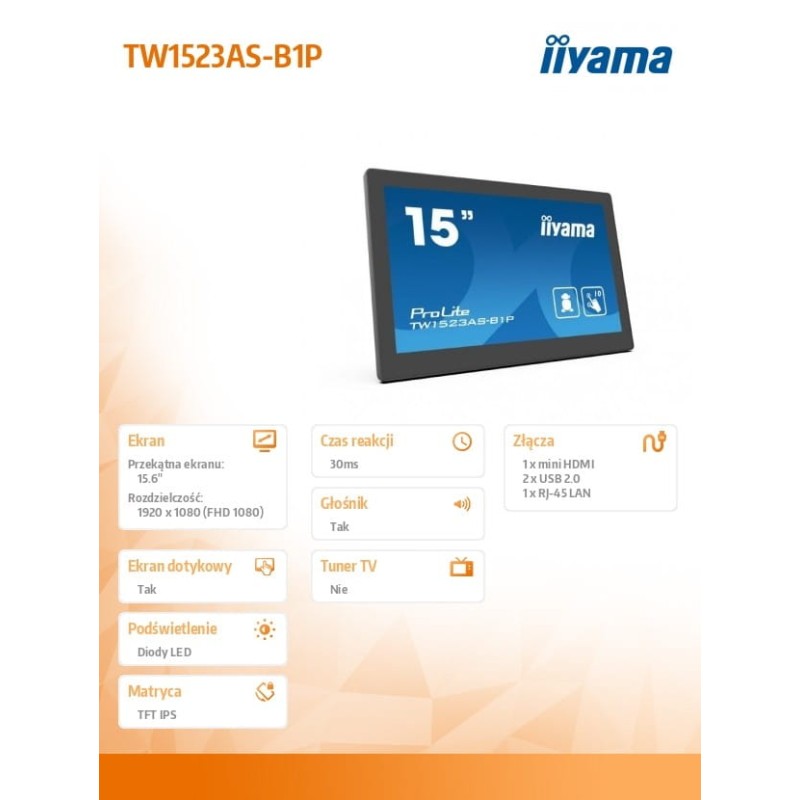 TW1523AS-B1P
iiyama
15”
iiyama
10
ProLite
TW1523AS-B1P
Ekran
Przekątna ekranu:
15.6"
Rozdzielczość:
1920 x 1080 (FHD 1080)
Ekran dotykowy
Tak
Podświetlenie
Diody LED
Matryca
TFT IPS
Czas reakcji
30ms
Głośnik
Tak
Tuner TV
Nie
Złącza
1 x mini HDMI
2 x USB 2.0
1 x RJ-45 LAN